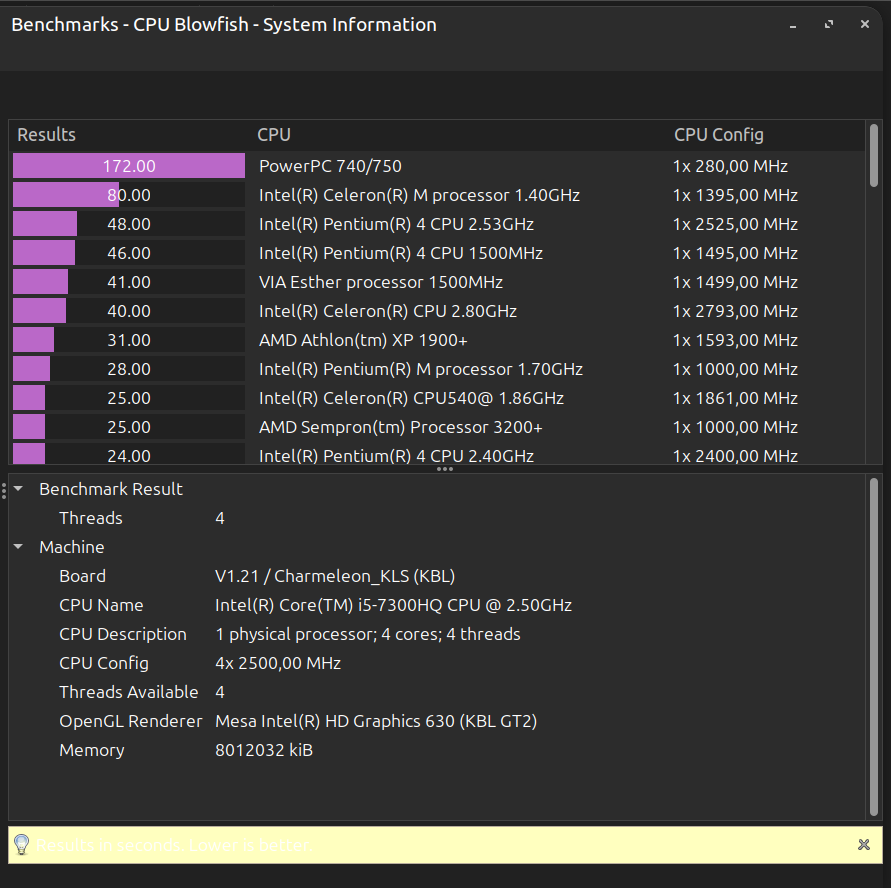 Benchmarks - CPU Blowfish - System Information
Results CPU CPU Config
172.00 PowerPC 740/750 1x 280,00 MHz
80.00 Intel(R) Celeron(R) M processor 1.40GHz 1x 1395,00 MHz
48.00 Intel(R) Pentium(R) 4 CPU 2.53GHz 1x 2525,00 MHz
46.00 Intel(R) Pentium(R) 4 CPU 1500MHz 1x 1495,00 MHz
41.00 VIA Esther processor 1500MHz 1x 1499,00 MHz
40.00 Intel(R) Celeron(R) CPU 2.80GHz 1x 2793,00 MHz
31.00 AMD Athlon(tm) XP 1900+ 1x 1593,00 MHz
28.00 Intel(R) Pentium(R) M processor 1.70GHz 1x 1000,00 MHz
25.00 Intel(R) Celeron(R) CPU540@ 1.86GHz 1x 1861,00 MHz
25.00 AMD Sempron(tm) Processor 3200+ 1x 1000,00 MHz
24.00 Intel(R) Pentium(R) 4 CPU 2.40GHz 1x 2400,00 MHz
Benchmark Result
Threads 4
Machine
Board V1.21 / Charmeleon_KLS (KBL)
CPU Name Intel(R) Core(TM) i5-7300HQ CPU @ 2.50GHz
CPU Description 1 physical processor; 4 cores; 4 threads
CPU Config 4x 2500,00 MHz
Threads Available 4
OpenGL Renderer Mesa Intel(R) HD Graphics 630 (KBL GT2)
Memory 8012032 kiB
Results in seconds. Lower is better.